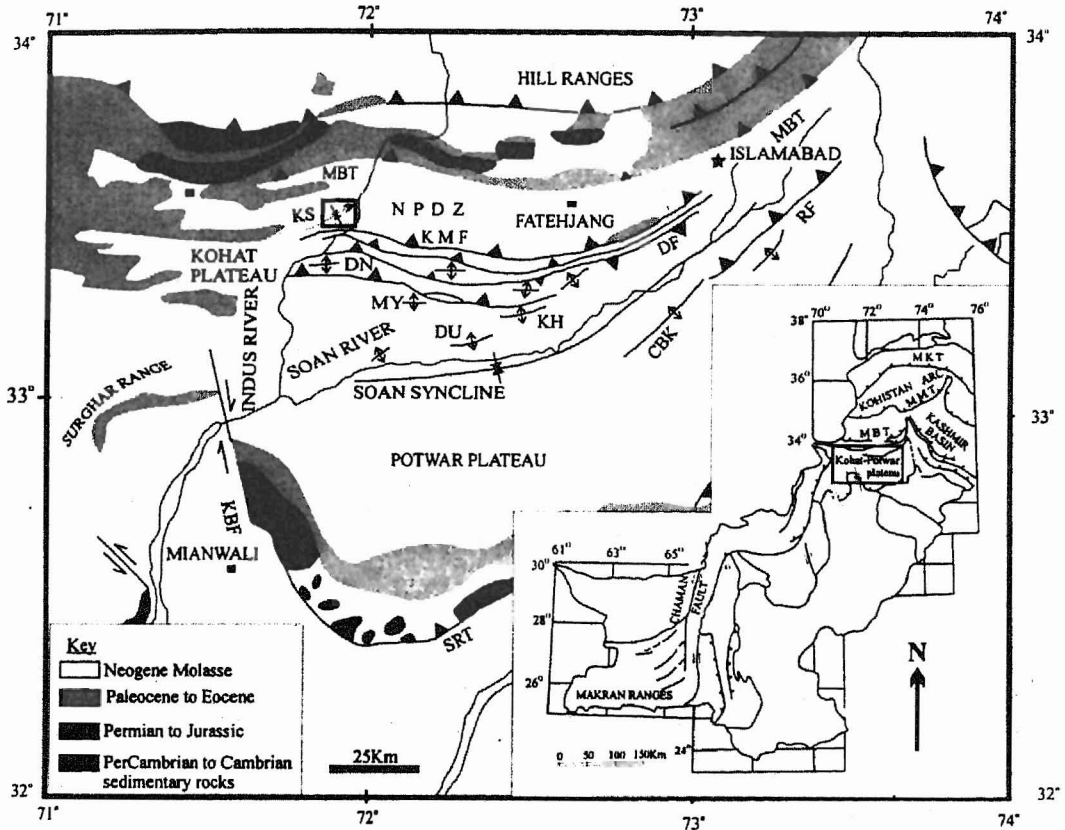 71° 72° 73° 74°
34° 34°
HILL RANGES
MBT
ISLAMABAD
MBT
KS
N P D Z
FATEHJANG
RF
KMF
DF
KOHAT
PLATEAU
DN
MY
KH
INDUS RIVER
DU
CBK
SOAN RIVER
SOAN SYNCLINE
33° 33°
SURGHAR RANGE
POTWAR PLATEAU
KBF
MIANWALI
SRT
Key
Neogene Molasse
Paleocene to Eocene
Permian to Jurassic
PerCambrian to Cambrian
sedimentary rocks
25Km
32° 32°
71° 72° 73° 74°
70° 72° 74° 76°
38°
MKT
36°
KOHISTAN ARC
MMT
KASHMIR
BASIN
MBT
34°
Kohat-Potwar
plateau
61° 63° 65°
30°
CHAMAN
FAULT
28°
26°
MAKRAN RANGES
24°
0 50 100 150Km
N